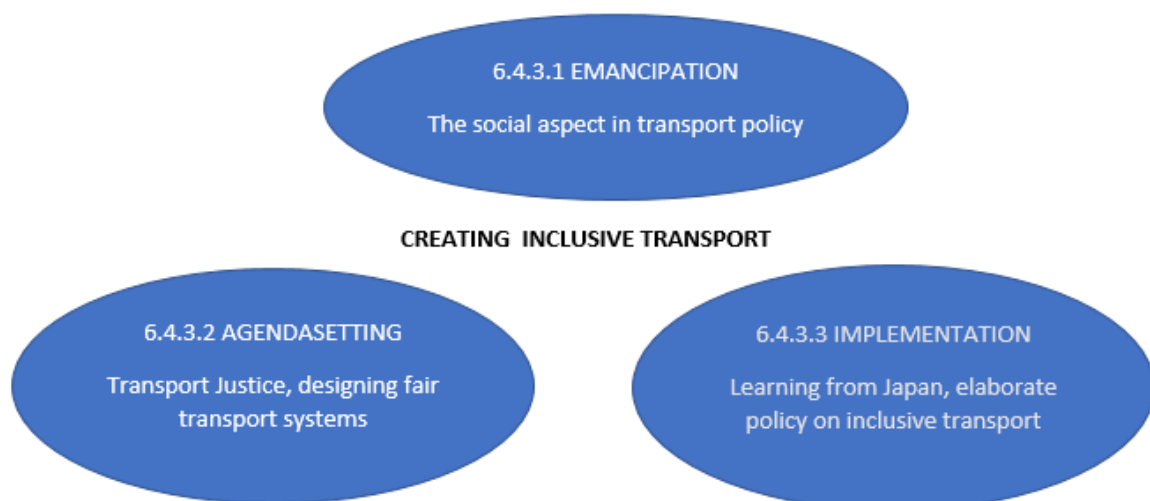 6.4.3.1 EMANCIPATION
The social aspect in transport policy
CREATING INCLUSIVE TRANSPORT
6.4.3.2 AGENDASETTING
Transport Justice, designing fair
transport systems
6.4.3.3 IMPLEMENTATION
Learning from Japan, elaborate
policy on inclusive transport